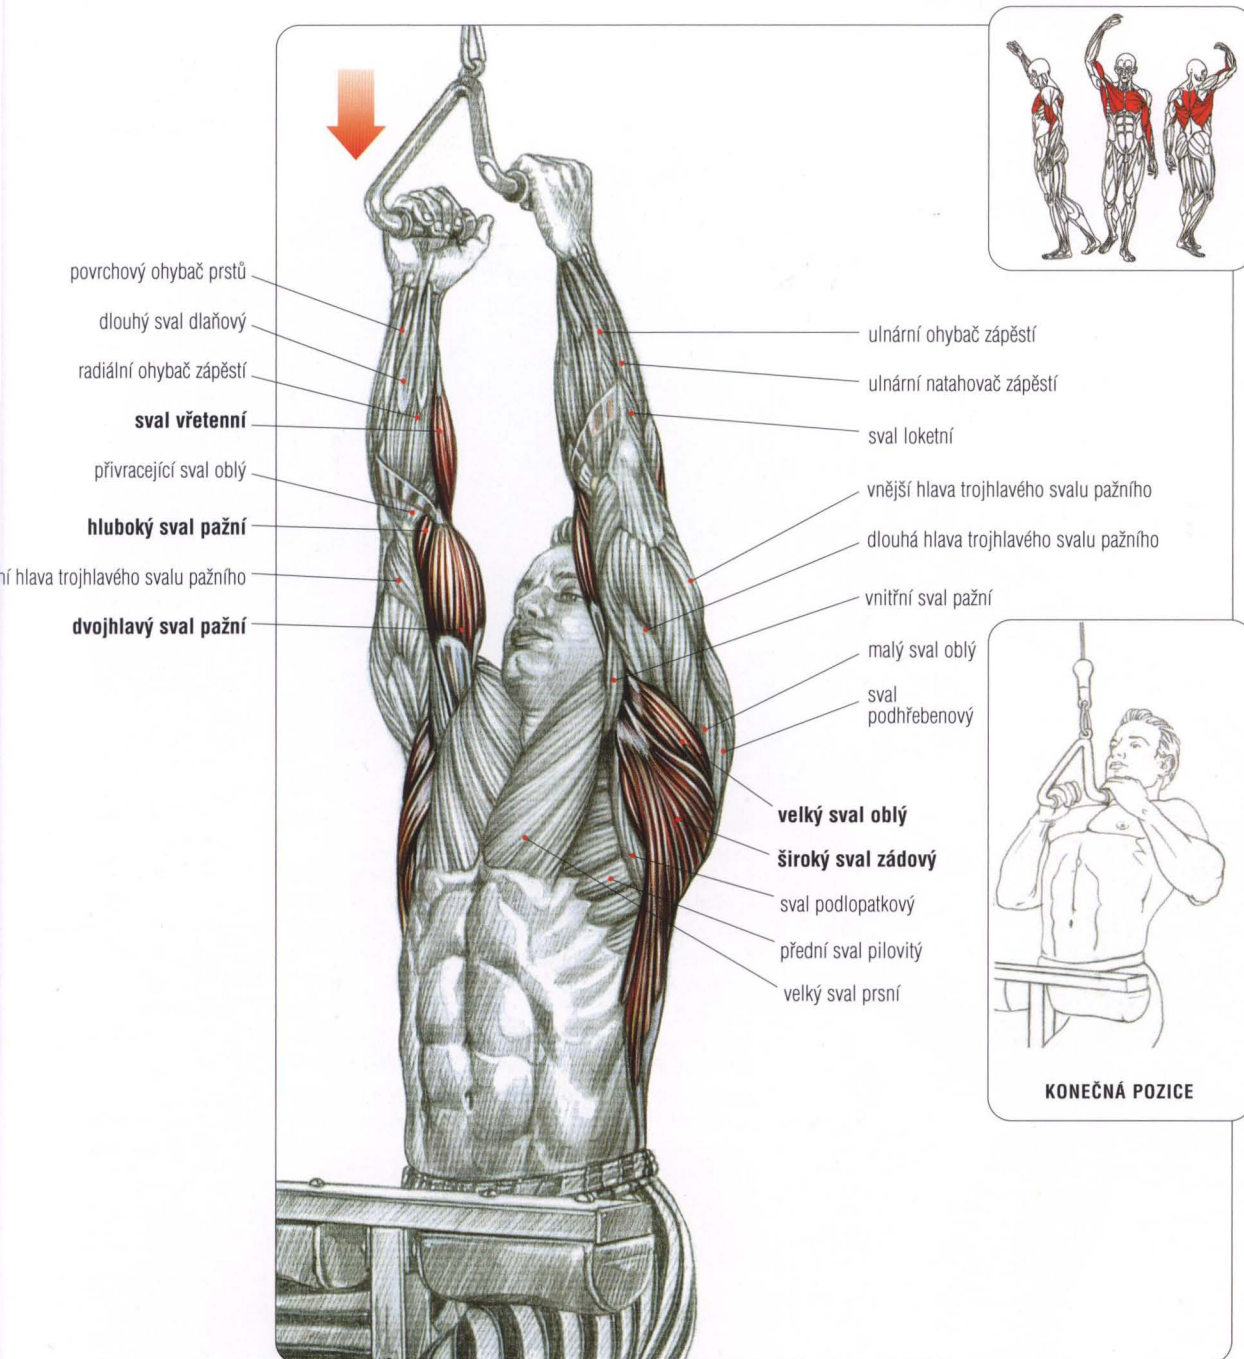 povrchový ohybač prstů
dlouhý sval dlaňový
radiální ohybač zápěstí
sval vřetenní
přivracející sval oblý
hluboký sval pažní
hlava trojhlavého svalu pažního
dvojhlavý sval pažní
ulnární ohybač zápěstí
ulnární natahovač zápěstí
sval loketní
vnější hlava trojhlavého svalu pažního
dlouhá hlava trojhlavého svalu pažního
vnitřní sval pažní
malý sval oblý
sval
podhřebenový
velký sval oblý
široký sval zádový
sval podlopatkový
přední sval pilovitý
velký sval prsní
KONEČNÁ POZICE